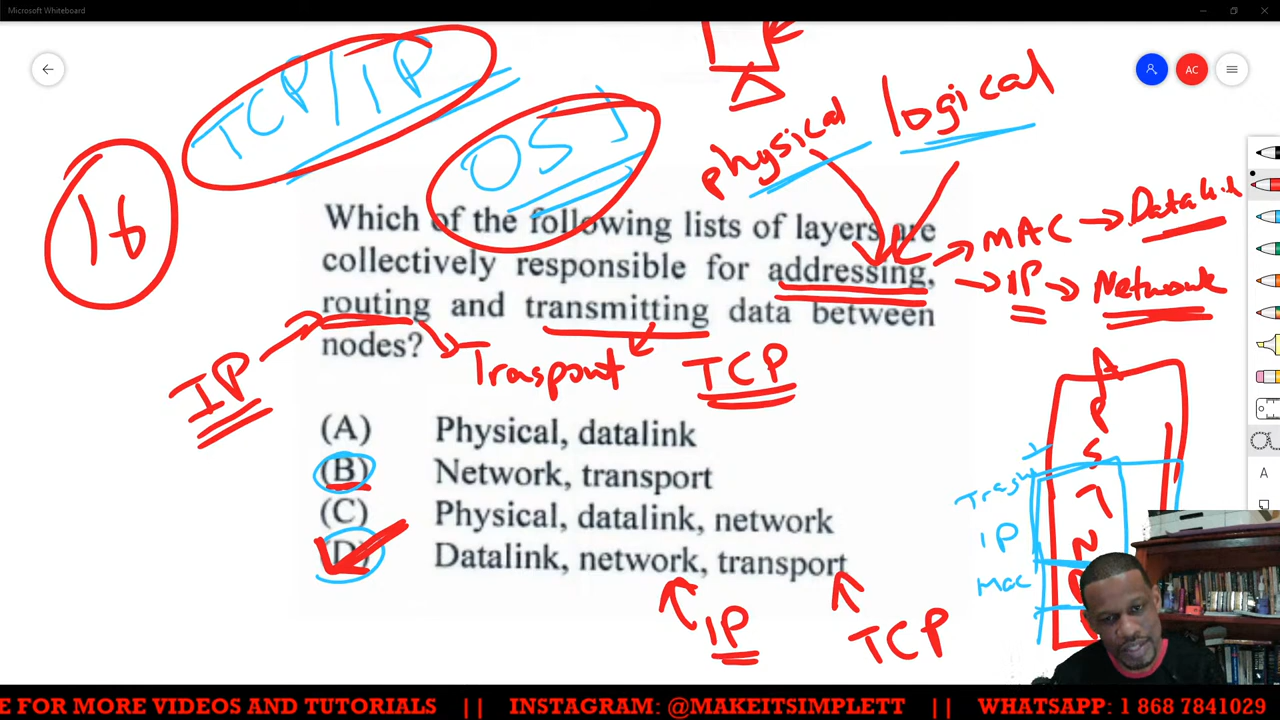 Microsoft Whiteboard
TCP/IP
OSI
physical logical
AC
16
Which of the following lists of layers are
collectively responsible for addressing,
routing and transmitting data between
nodes?
→ MAC → Datalink
→ IP → Network
IP
Trasport
TCP
(A) Physical, datalink
(B) Network, transport
(C) Physical, datalink, network
(D) Datalink, network, transport
IP
TCP
A
P
S
T
N
IP
Mac
A
E FOR MORE VIDEOS AND TUTORIALS || INSTAGRAM: @MAKEITSIMPLETT || WHATSAPP: 1 868 7841029